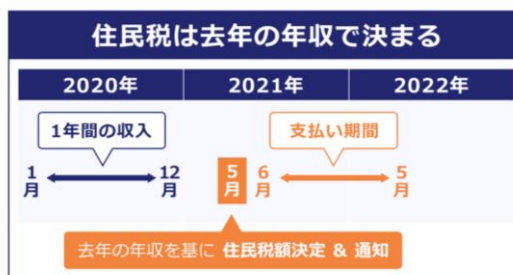 住民税は去年の年収で決まる
2020年 2021年 2022年
1年間の収入 支払い期間
1月 12月 5月 6月 5月
去年の年収を基に 住民税額決定 & 通知